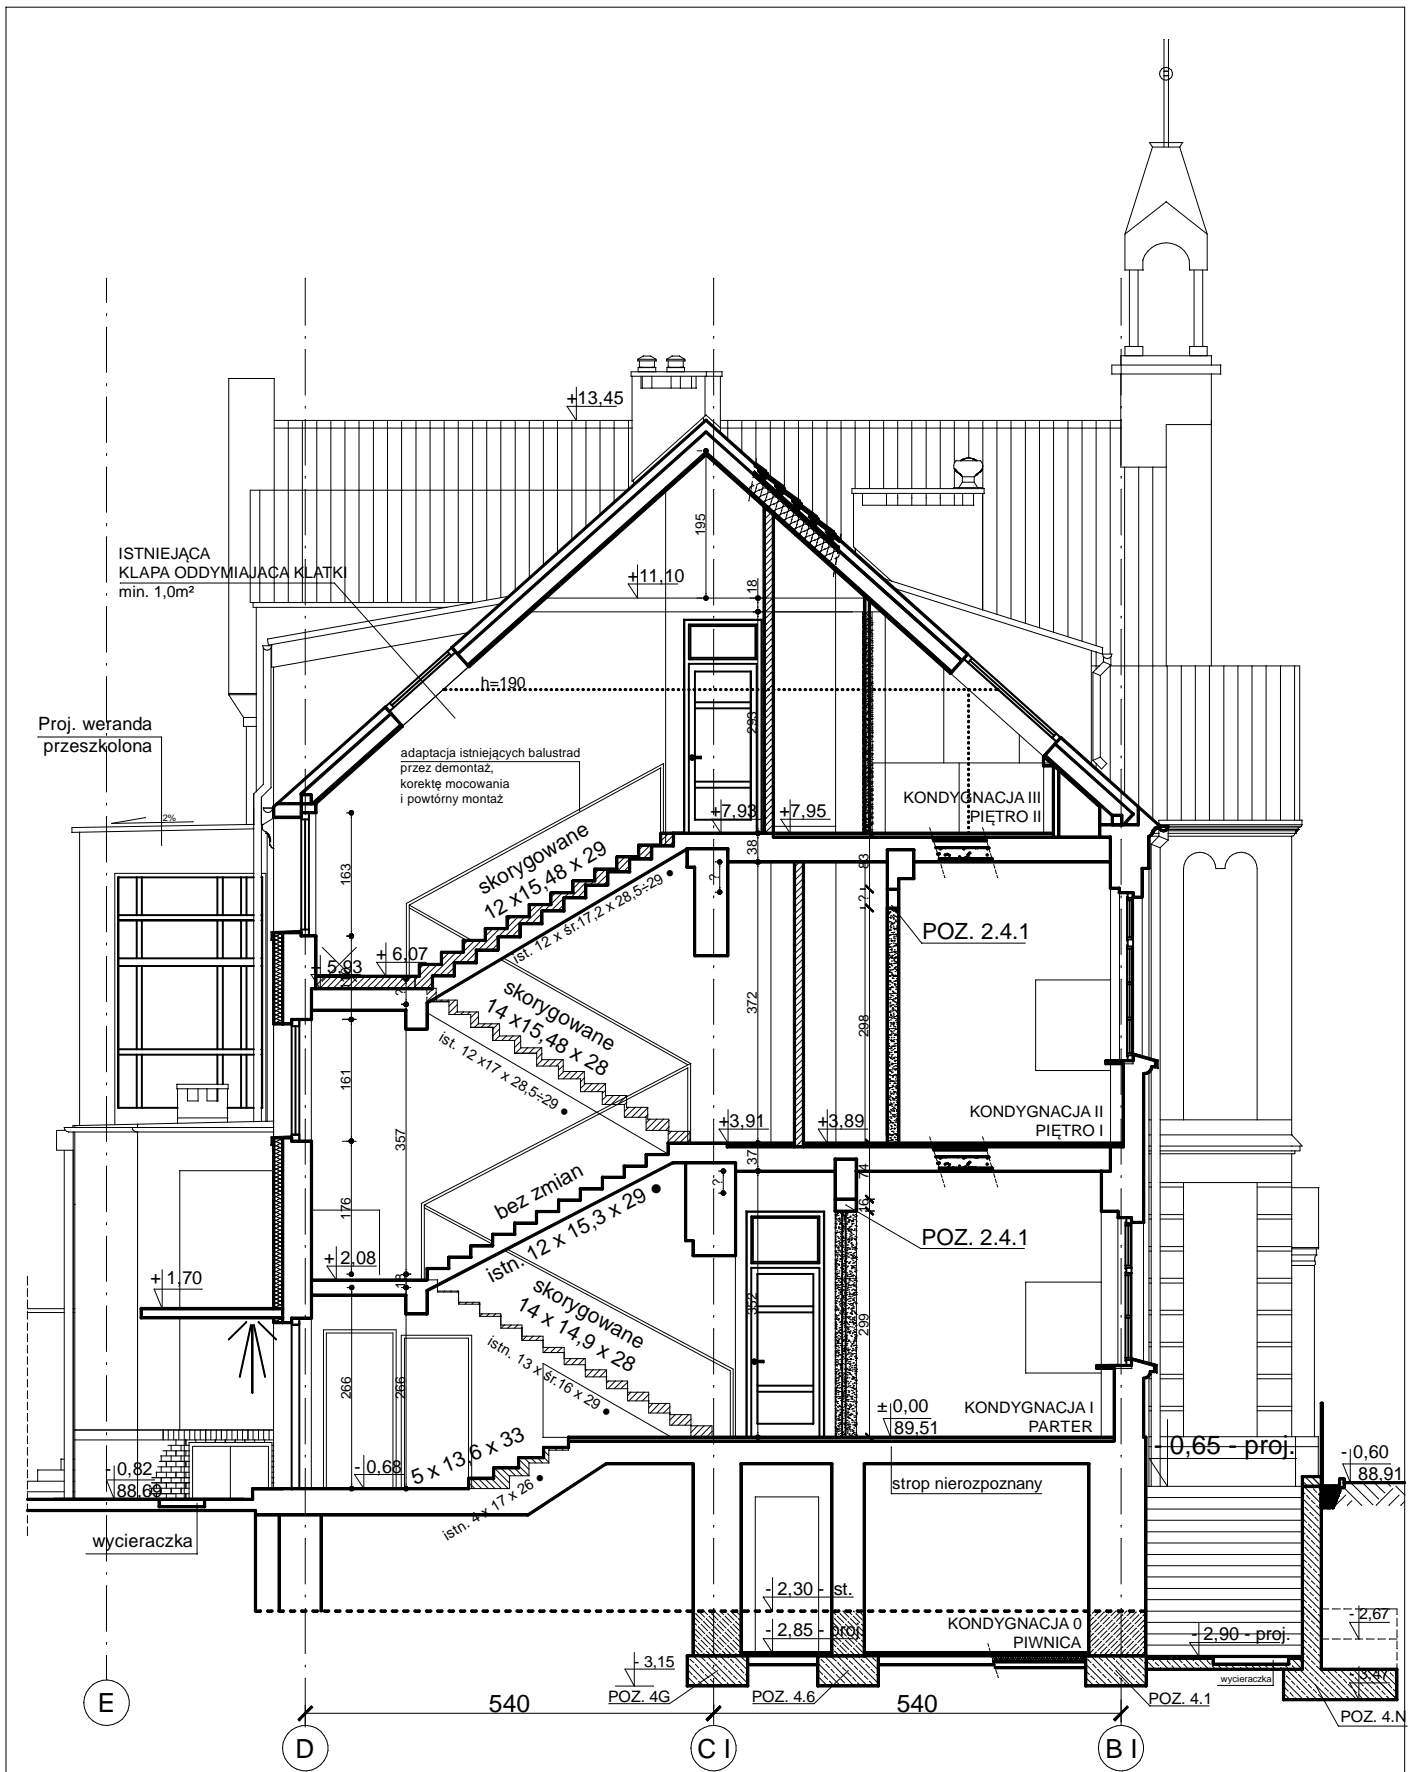 +13,45
195
ISTNIEJĄCA
KLAPA ODDYMIAJACA KLATKI
min. 1,0m²
+11,10
18
h=190
Proj. weranda
przeszkolona
293
adaptacja istniejących balustrad
przez demontaż,
korektę mocowania
i powtórny montaż
2%
KONDYGNACJA III
PIĘTRO II
+7,93
+7,95
skorygowane
12 x15,48 x 29
ist. 12 x śr.17,2 x 28,5÷29
38
83
?
?
163
POZ. 2.4.1
+ 6,07
+ 5,93
skorygowane
14 x15,48 x 28
ist. 12 x17 x 28,5÷29
372
298
161
357
KONDYGNACJA II
PIĘTRO I
+3,91
+3,89
37
74
?
16
bez zmian
istn. 12 x 15,3 x 29
176
POZ. 2.4.1
+ 2,08
18
+ 1,70
skorygowane
14 x 14,9 x 28
istn. 13 x śr.16 x 29
352
299
266
266
± 0,00
89,51
KONDYGNACJA I
PARTER
5 x 13,6 x 33
istn. 4 x 17 x 26
- 0,65 - proj.
- 0,60
88,91
- 0,82
88,69
- 0,68
strop nierozpoznany
wycieraczka
- 2,30 - ist.
- 2,85 - proj.
KONDYGNACJA 0
PIWNICA
- 2,67
- 2,90 - proj.
- 3,15
- 3,47
wycieraczka
POZ. 4G
POZ. 4.6
POZ. 4.1
POZ. 4.N
540
540
E
D
C I
B I